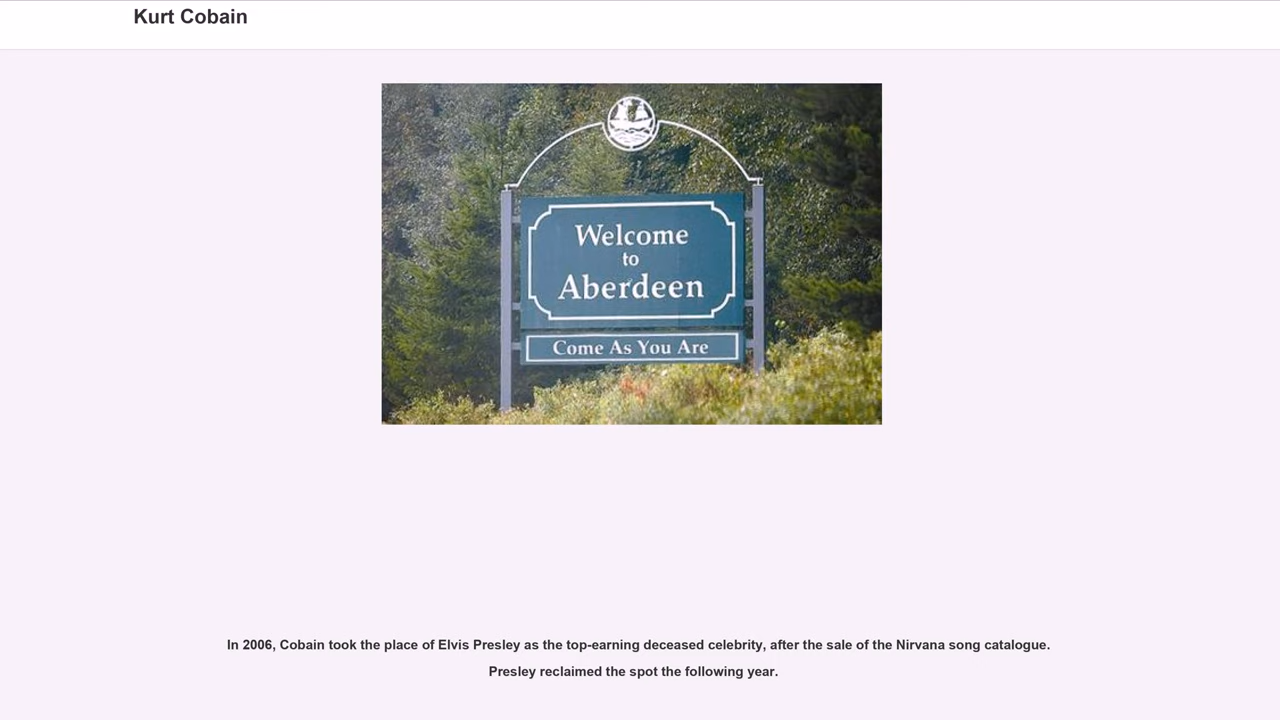 Kurt Cobain
Welcome
to
Aberdeen
Come As You Are
In 2006, Cobain took the place of Elvis Presley as the top-earning deceased celebrity, after the sale of the Nirvana song catalogue.
Presley reclaimed the spot the following year.